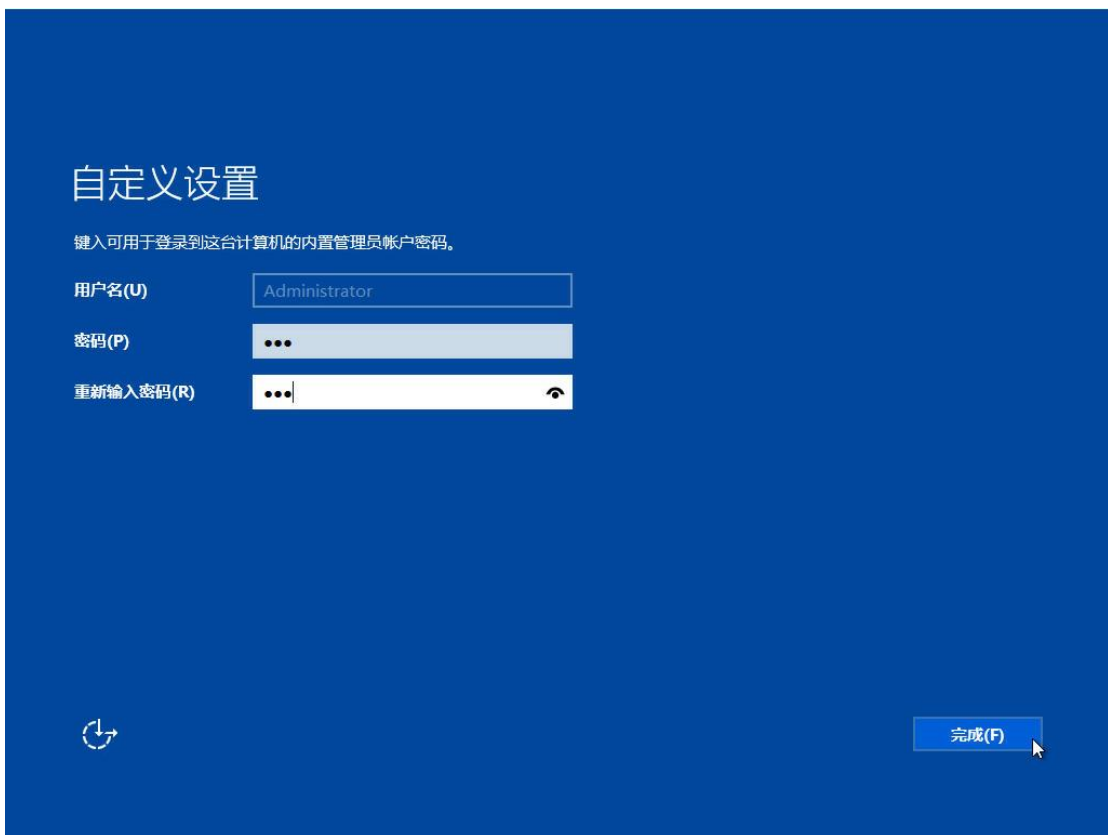 自定义设置
键入可用于登录到这台计算机的内置管理员帐户密码。
用户名(U) Administrator
密码(P) •••
重新输入密码(R) •••
完成(F)